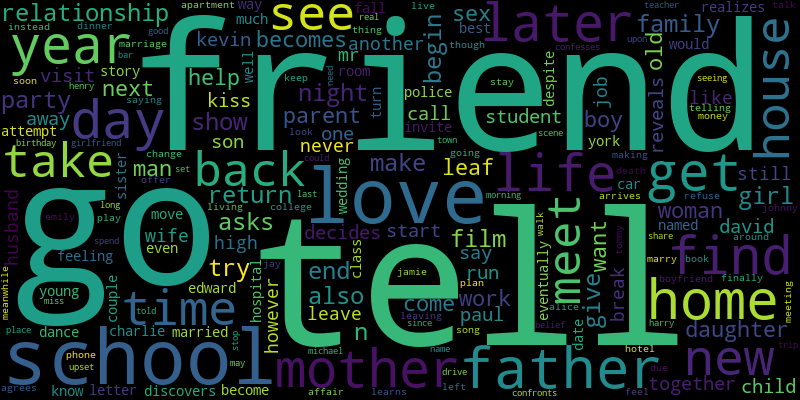 friend
tell
go
love
school
father
mother
life
home
get
find
later
see
year
day
take
back
time
new
meet
house
relationship
apartment
way
fall
real
live
teacher
talk
instead
dinner
good
much
sex
family
realizes
marriage
kevin
becomes
another
thing
best
upon
confesses
bar
begin
though
would
soon
story
help
well
mr
visit
next
henry
keep
room
despite
job
old
like
seeing
party
saying
kiss
night
turn
police
stay
student
boy
telling
money
away
show
parent
call
need
attempt
son
one
invite
york
reveals
birthday
girlfriend
never
look
scene
town
making
man
sister
change
set
could
make
going
leaf
car
death
still
girl
offer
wedding
emily
long
living
college
last
morning
arrives
refuse
johnny
husband
play
return
woman
move
wife
asks
decides
start
film
want
named
david
feeling
spend
even
high
say
walk
share
around
try
end
class
jay
run
give
break
tommy
marry
book
finally
meanwhile
young
miss
couple
edward
hospital
also
jamie
come
plan
work
eventually
boyfriend
meeting
told
however
leave
leaving
paul
date
alice
place
dance
charlie
married
stop
n
since
song
belief
harry
daughter
phone
upset
may
michael
name
hotel
trip
agrees
know
letter
discovers
become
affair
left
learns
drive
confronts
feel
due
together
child